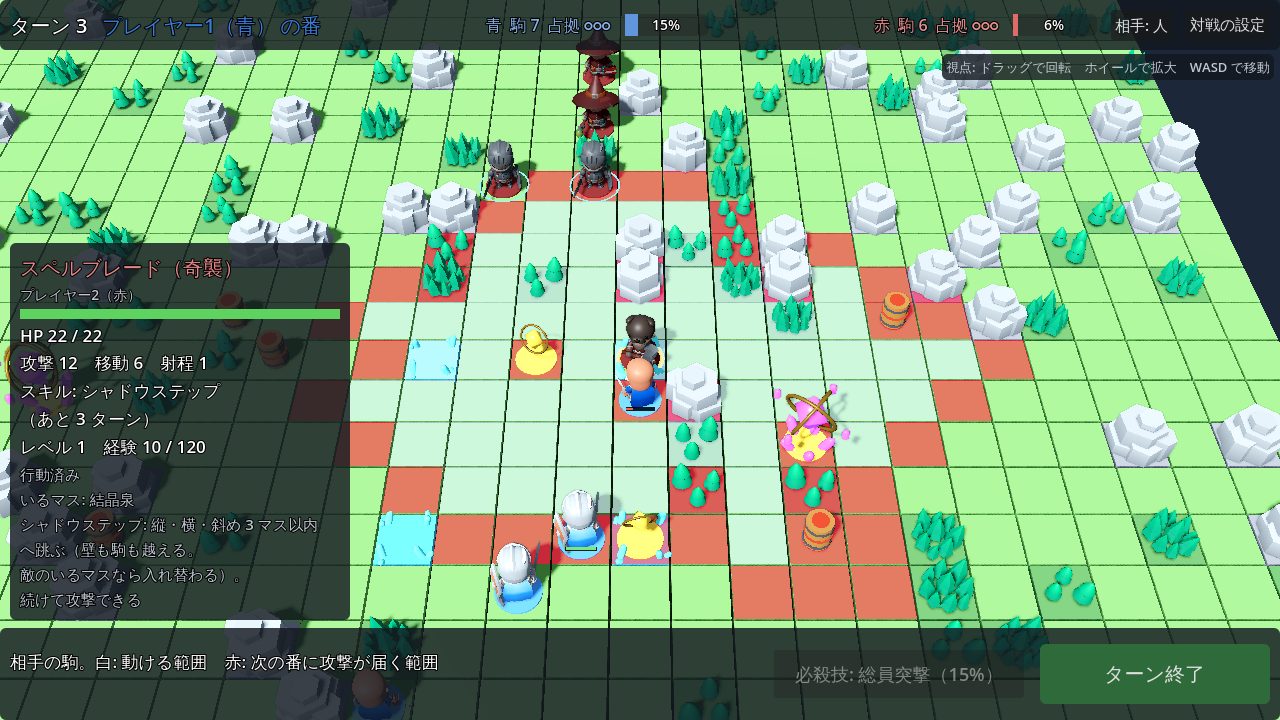 ターン 3 プレイヤー1（青）の番 青 駒 7 占拠 ooo 15% 赤 駒 6 占拠 ooo 6% 相手: 人 対戦の設定
視点: ドラッグで回転 ホイールで拡大 WASD で移動
スペルブレード（奇襲）
プレイヤー2（赤）
HP 22 / 22
攻撃 12 移動 6 射程 1
スキル: シャドウステップ
（あと 3 ターン）
レベル 1 経験 10 / 120
行動済み
いるマス: 結晶泉
シャドウステップ: 縦・横・斜め 3 マス以内
へ跳ぶ（壁も駒も越える。
敵のいるマスなら入れ替わる）。
続けて攻撃できる
相手の駒。白: 動ける範囲 赤: 次の番に攻撃が届く範囲
必殺技: 総員突撃（15%）
ターン終了